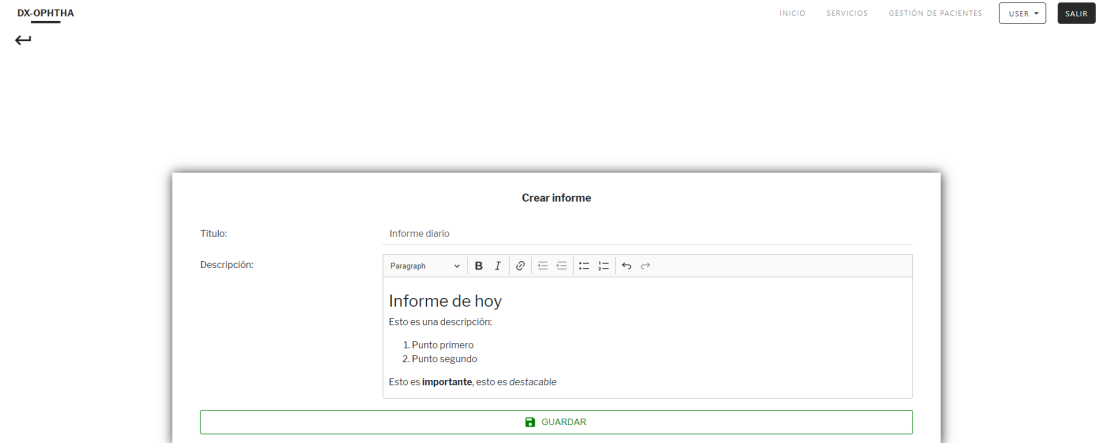 DX-OPHTHA
INICIO SERVICIOS GESTIÓN DE PACIENTES USER SALIR
Crear informe
Título: Informe diario
Descripción:
Paragraph B I
Informe de hoy
Esto es una descripción:
1. Punto primero
2. Punto segundo
Esto es importante, esto es destacable
GUARDAR